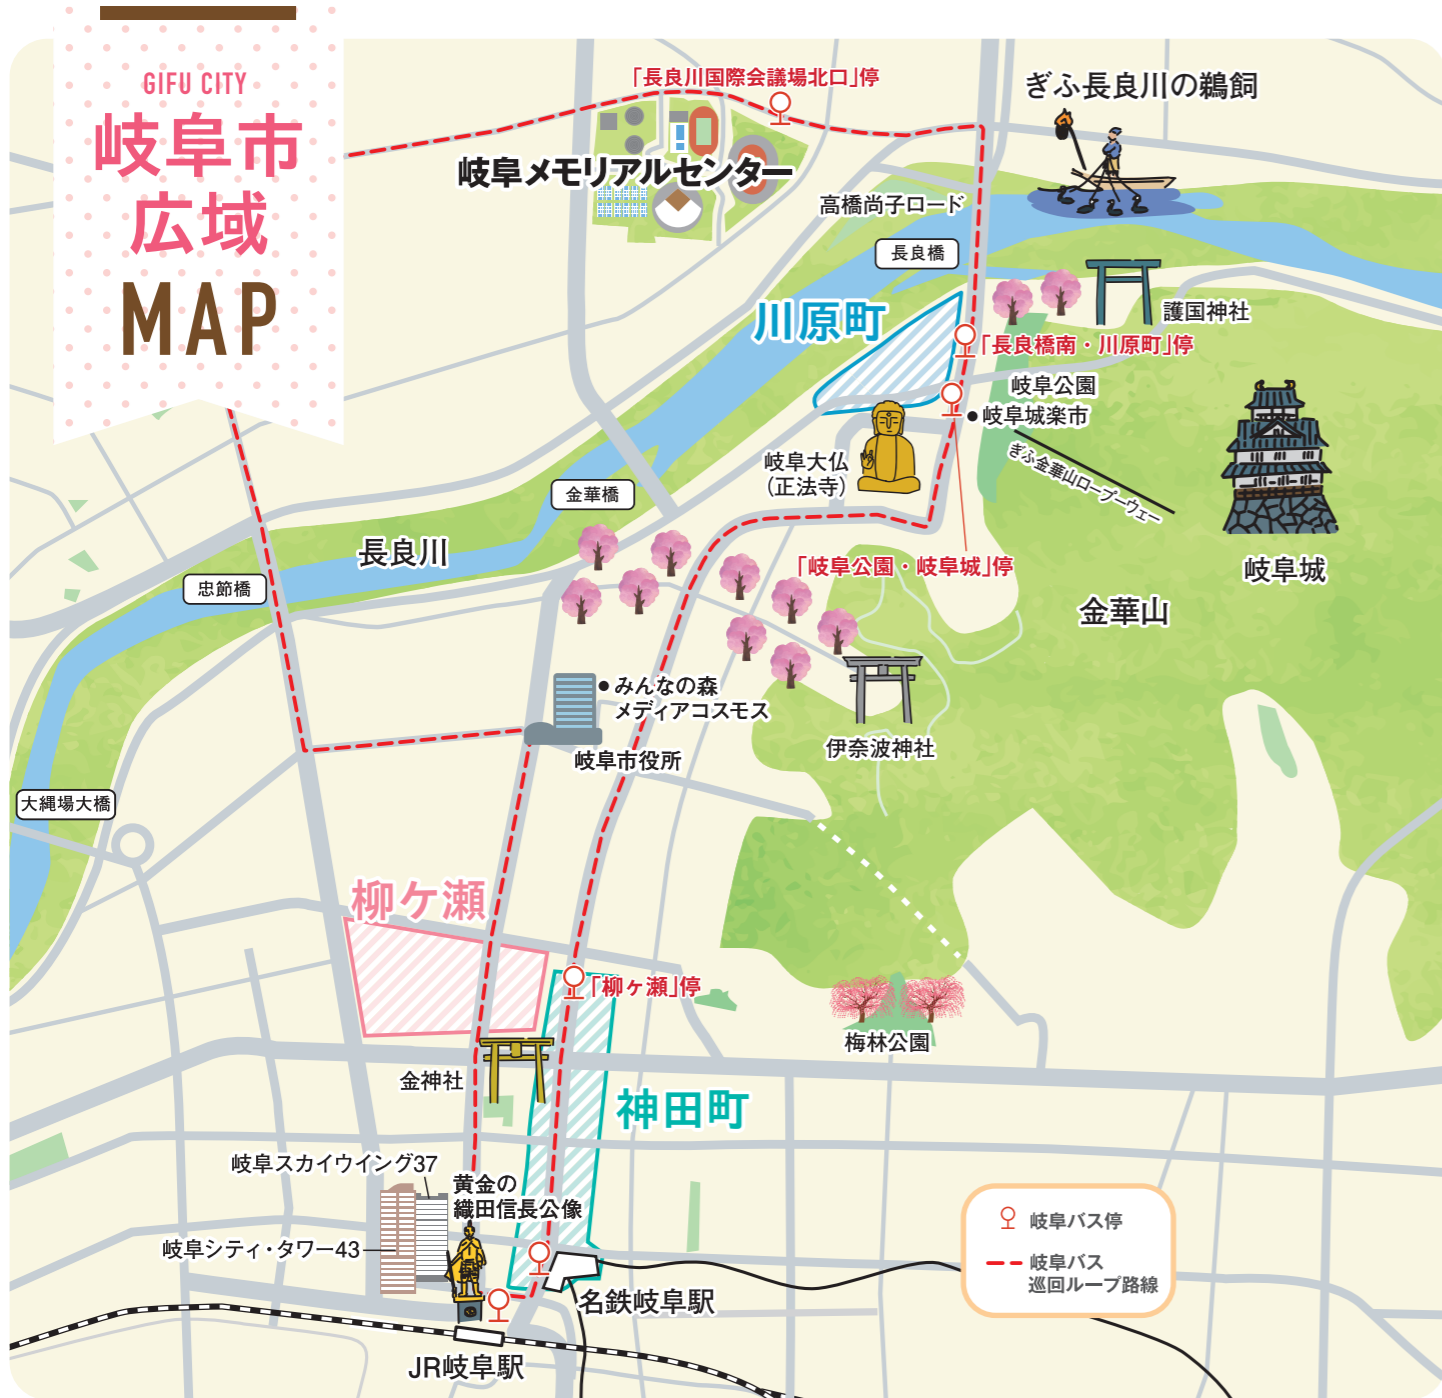 GIFU CITY
岐阜市
広域
MAP
「長良川国際会議場北口」停
ぎふ長良川の鵜飼
岐阜メモリアルセンター
高橋尚子ロード
長良橋
川原町
護国神社
「長良橋南・川原町」停
岐阜公園
岐阜城楽市
ぎふ金華山ロープーウェー
岐阜大仏
（正法寺）
金華橋
長良川
「岐阜公園・岐阜城」停
岐阜城
忠節橋
金華山
みんなの森
メディアコスモス
伊奈波神社
岐阜市役所
大縄場大橋
柳ケ瀬
「柳ヶ瀬」停
梅林公園
金神社
神田町
岐阜スカイウイング37
黄金の
織田信長公像
岐阜シティ・タワー43
名鉄岐阜駅
JR岐阜駅
岐阜バス停
岐阜バス
巡回ループ路線